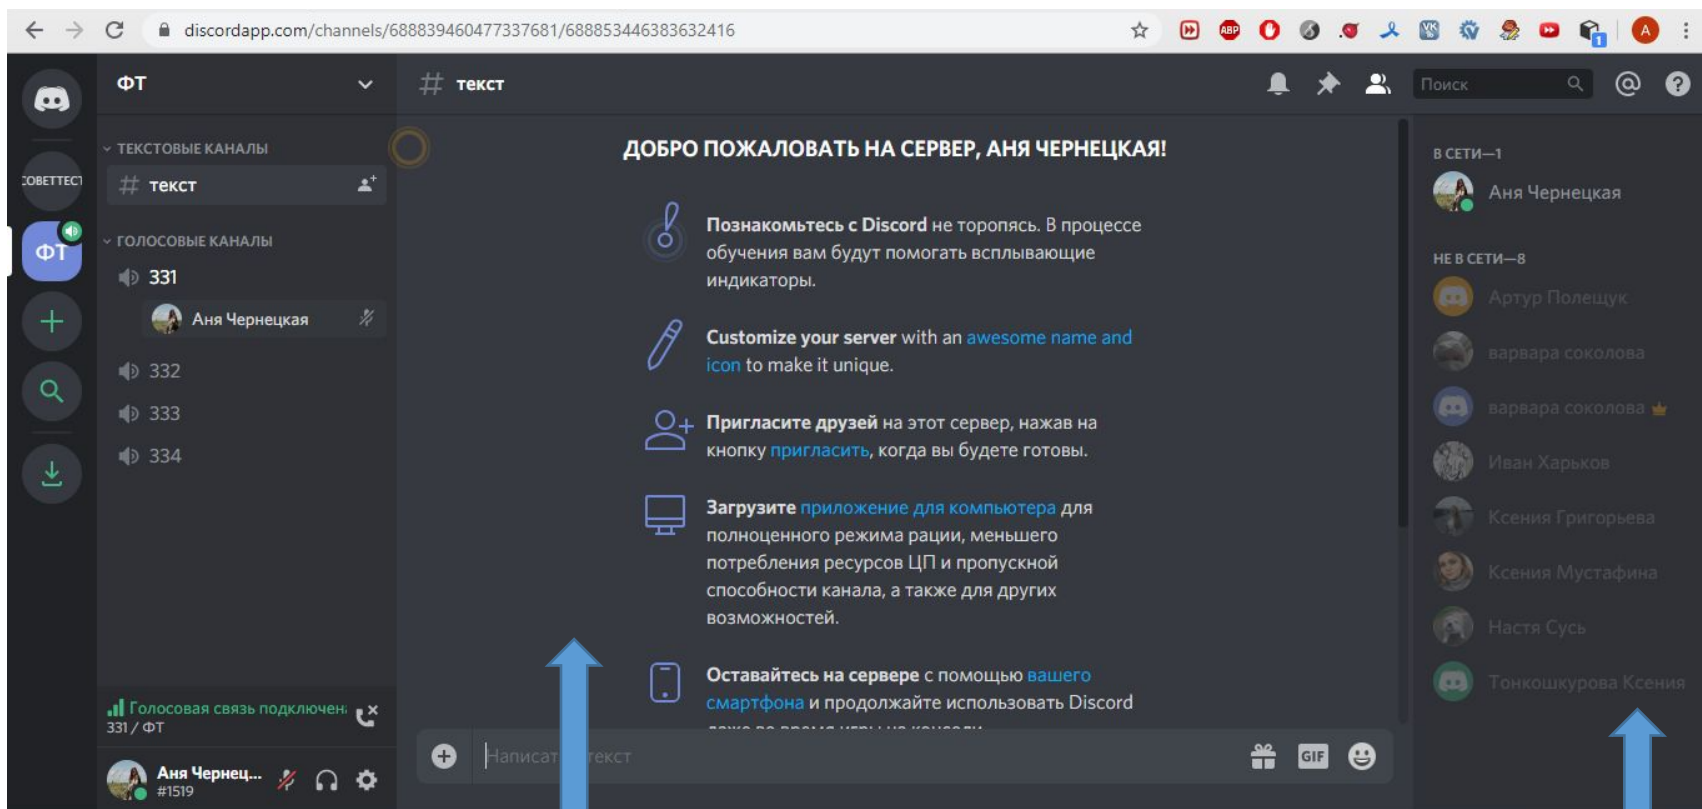 discordapp.com/channels/688839460477337681/688853446383632416
ABP
1
A
ФТ
текст
Поиск
ТЕКСТОВЫЕ КАНАЛЫ
текст
ГОЛОСОВЫЕ КАНАЛЫ
ФТ
331
Аня Чернецкая
332
333
334
Голосовая связь подключен
331 / ФТ
Аня Чернец...
#1519
ДОБРО ПОЖАЛОВАТЬ НА СЕРВЕР, АНЯ ЧЕРНЕЦКАЯ!
Познакомьтесь с Discord не торопясь. В процессе
обучения вам будут помогать всплывающие
индикаторы.
Customize your server with an awesome name and
icon to make it unique.
Пригласите друзей на этот сервер, нажав на
кнопку пригласить, когда вы будете готовы.
Загрузите приложение для компьютера для
полноценного режима рации, меньшего
потребления ресурсов ЦП и пропускной
способности канала, а также для других
возможностей.
Оставайтесь на сервере с помощью вашего
смартфона и продолжайте использовать Discord
GIF
В СЕТИ—1
Аня Чернецкая
НЕ В СЕТИ—8
Артур Полещук
варвара соколова
варвара соколова
Иван Харьков
Ксения Григорьева
Ксения Мустафина
Настя Сусь
Тонкошкурова Ксения